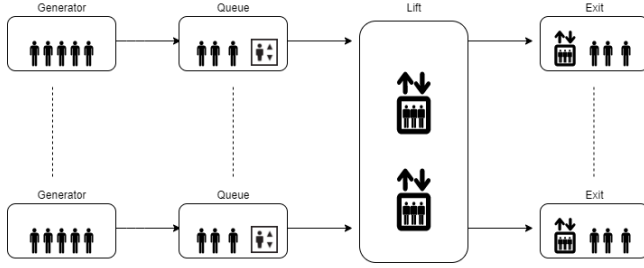 Generator
Queue
Lift
Exit
Generator
Queue
Exit